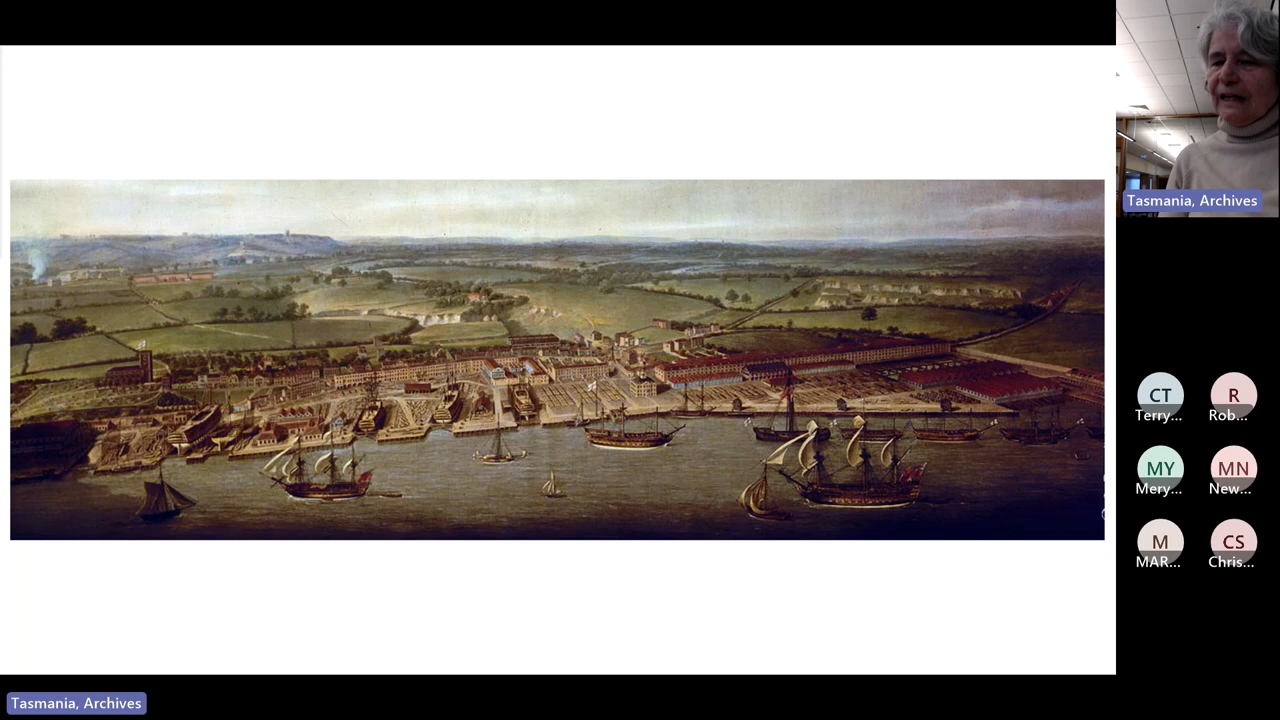 Tasmania, Archives
CT
R
Terry...
Rob...
MY
MN
Mery...
New...
M
CS
MAR...
Chris...
Tasmania, Archives